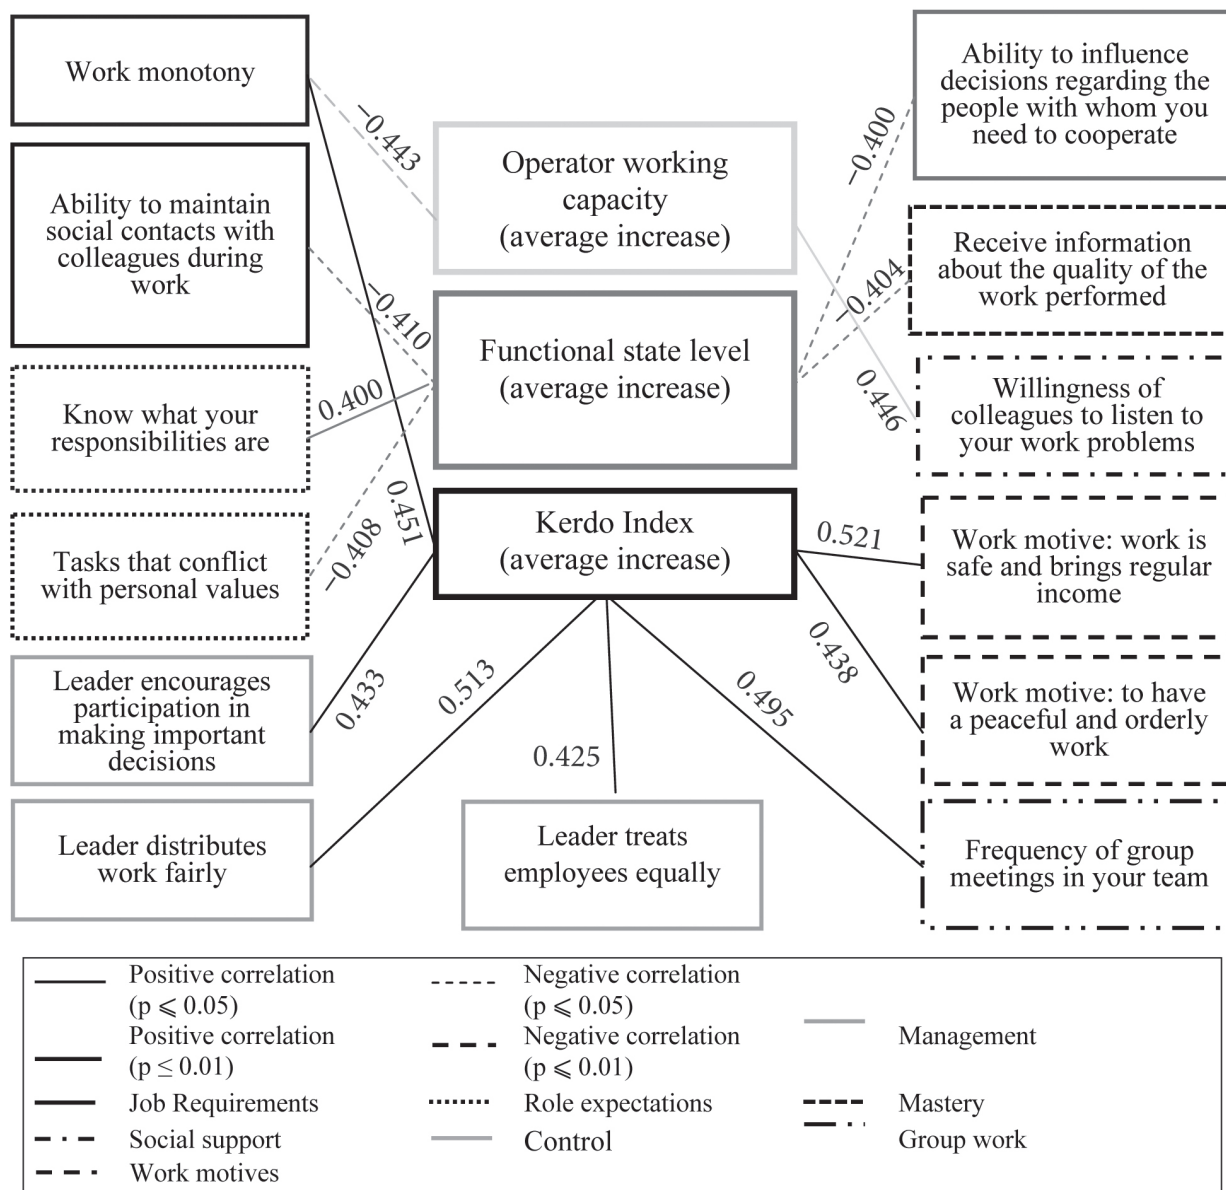 Work monotony
Ability to maintain
social contacts with
colleagues during
work
Know what your
responsibilities are
Tasks that conflict
with personal values
Leader encourages
participation in
making important
decisions
Leader distributes
work fairly
−0.443
−0.410
0.400
−0.408
0.451
0.433
0.513
Operator working
capacity
(average increase)
Functional state level
(average increase)
Kerdo Index
(average increase)
0.425
Leader treats
employees equally
−0.400
−0.404
0.446
0.521
0.438
0.495
Ability to influence
decisions regarding the
people with whom you
need to cooperate
Receive information
about the quality of the
work performed
Willingness of
colleagues to listen to
your work problems
Work motive: work is
safe and brings regular
income
Work motive: to have
a peaceful and orderly
work
Frequency of group
meetings in your team
Positive correlation
(p ⩽ 0.05)
Positive correlation
(p ≤ 0.01)
Job Requirements
Social support
Work motives
Negative correlation
(p ⩽ 0.05)
Negative correlation
(p ⩽ 0.01)
Role expectations
Control
Management
Mastery
Group work